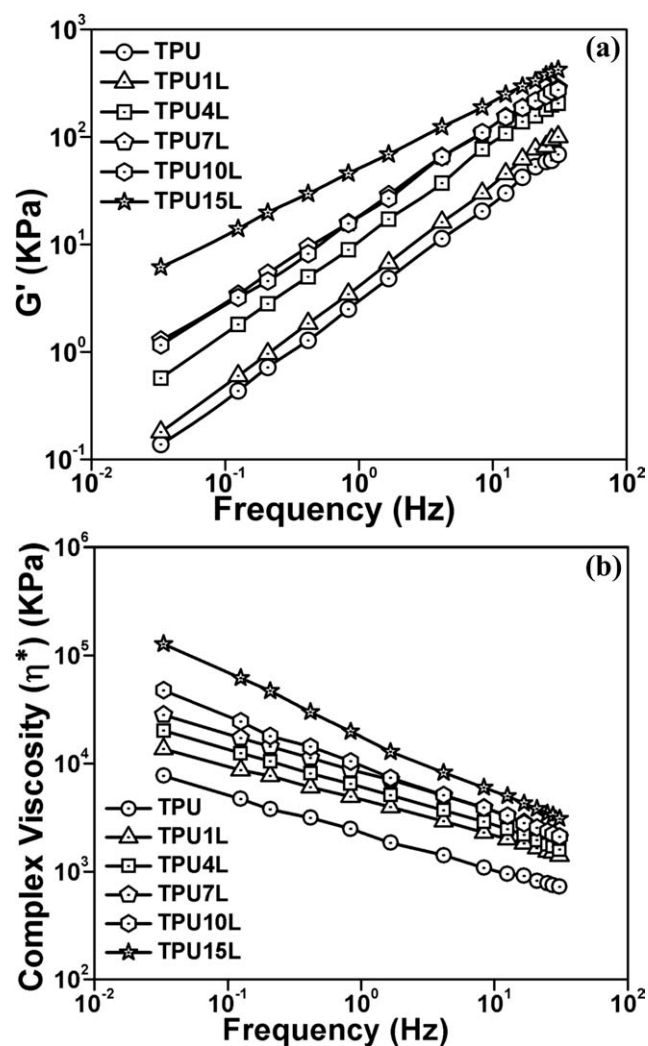 (a)
TPU
TPU1L
TPU4L
TPU7L
TPU10L
TPU15L
G' (KPa)
10³
10²
10¹
10⁰
10⁻¹
10⁻² 10⁻¹ 10⁰ 10¹ 10²
Frequency (Hz)
(b)
Complex Viscosity (η*) (KPa)
10⁶
10⁵
10⁴
10³
10²
TPU
TPU1L
TPU4L
TPU7L
TPU10L
TPU15L
10⁻² 10⁻¹ 10⁰ 10¹ 10²
Frequency (Hz)